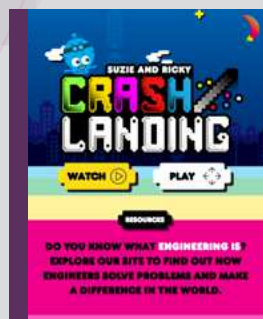 SUZIE AND RICKY
CRASH
LANDING
WATCH
PLAY
RESOURCES
DO YOU KNOW WHAT ENGINEERING IS?
EXPLORE OUR SITE TO FIND OUT HOW
ENGINEERS SOLVE PROBLEMS AND MAKE
A DIFFERENCE IN THE WORLD.